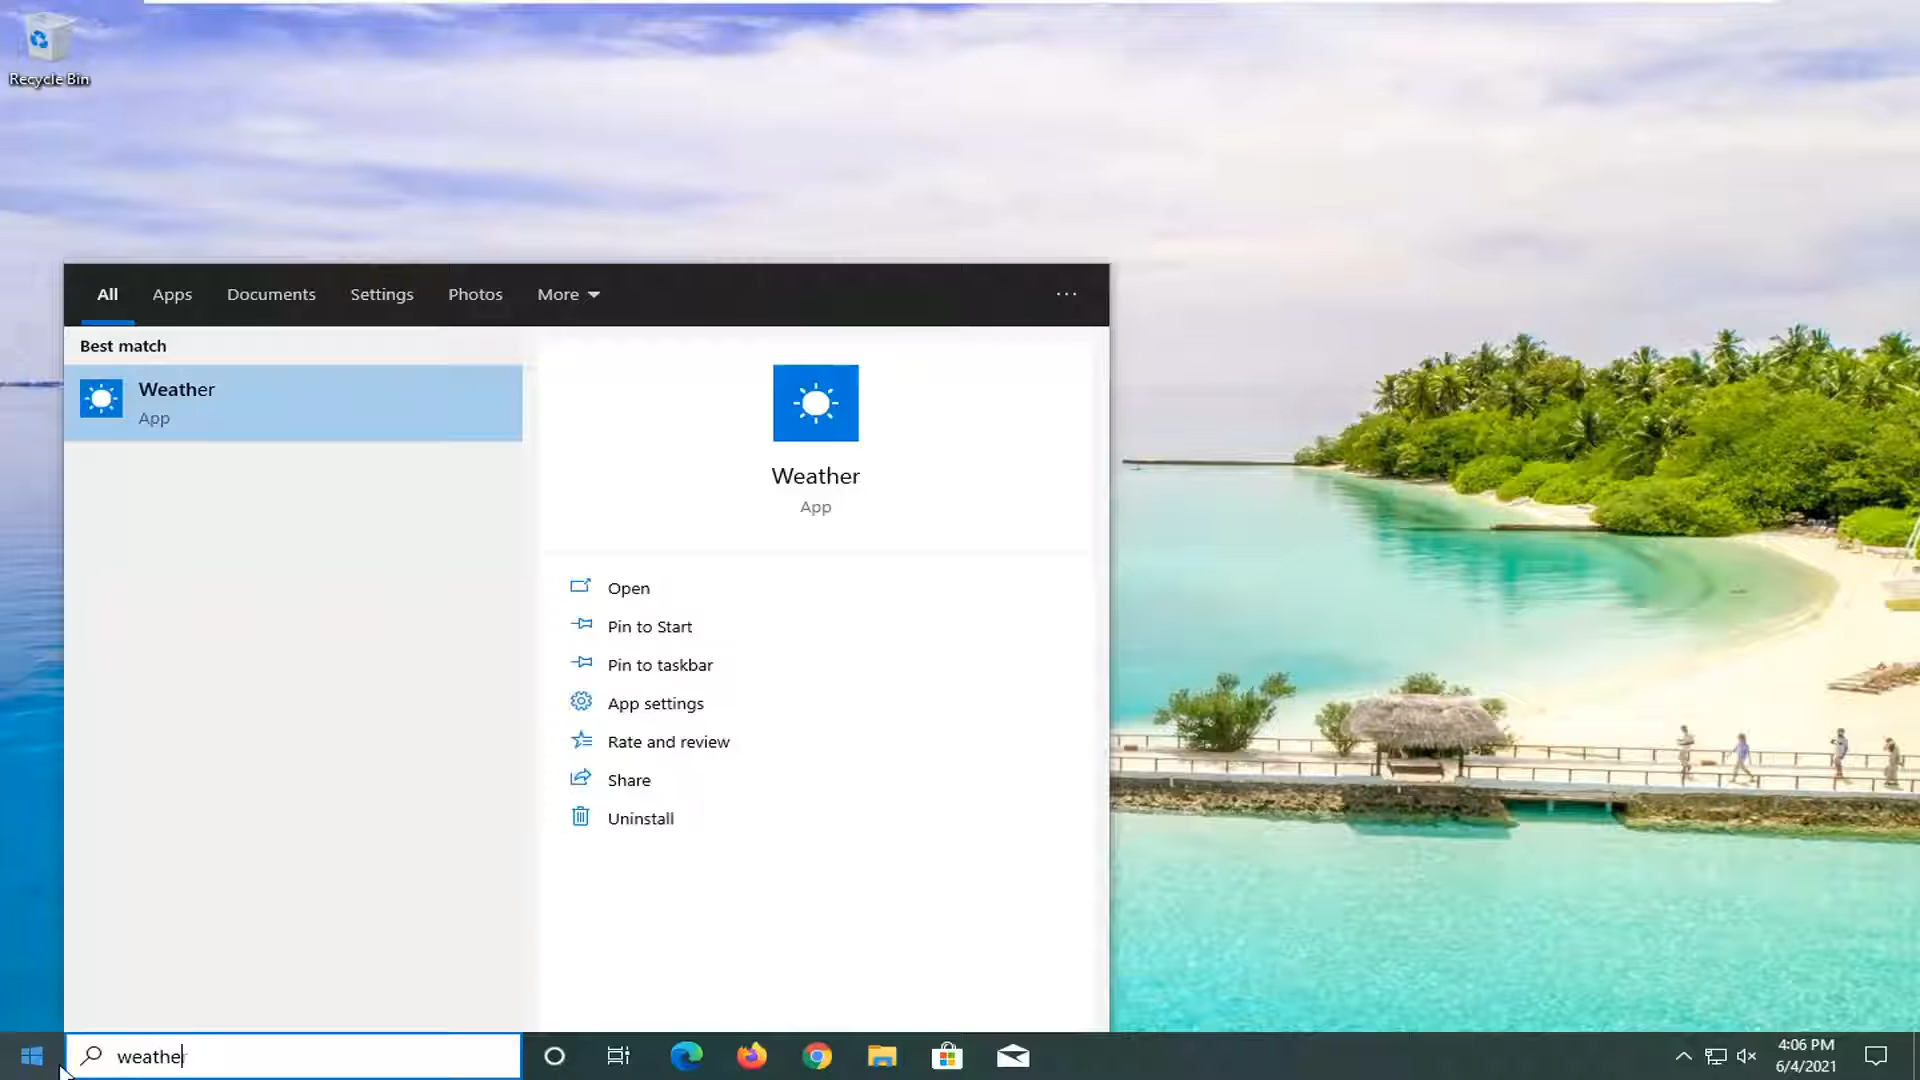 Recycle Bin
All Apps Documents Settings Photos More ...
Best match
Weather
App
Weather
App
Open
Pin to Start
Pin to taskbar
App settings
Rate and review
Share
Uninstall
weather
4:06 PM
6/4/2021